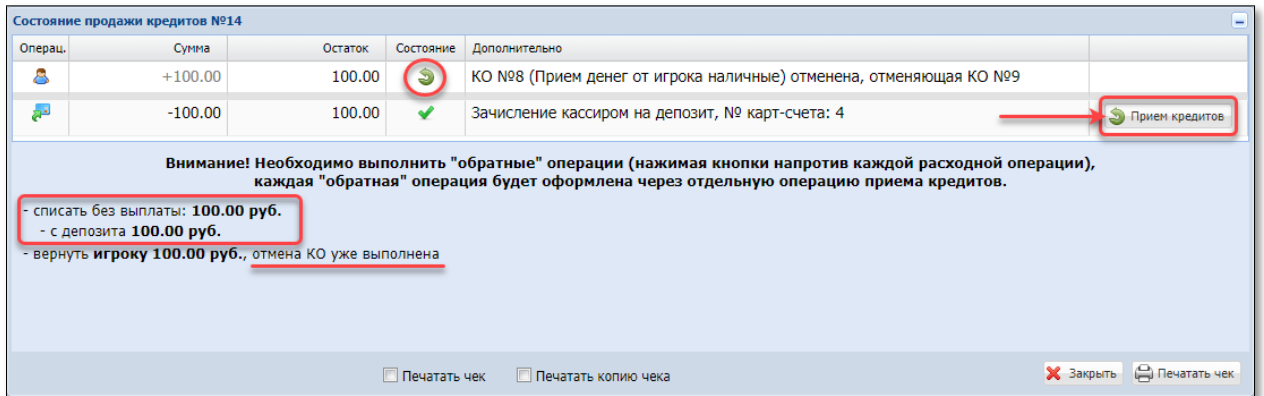 Состояние продажи кредитов №14
Операц. Сумма Остаток Состояние Дополнительно
+100.00 100.00 КО №8 (Прием денег от игрока наличные) отменена, отменяющая КО №9
-100.00 100.00 Зачисление кассиром на депозит, № карт-счета: 4 Прием кредитов
Внимание! Необходимо выполнить "обратные" операции (нажимая кнопки напротив каждой расходной операции),
каждая "обратная" операция будет оформлена через отдельную операцию приема кредитов.
- списать без выплаты: 100.00 руб.
- с депозита 100.00 руб.
- вернуть игроку 100.00 руб., отмена КО уже выполнена
Печатать чек Печатать копию чека Закрыть Печатать чек